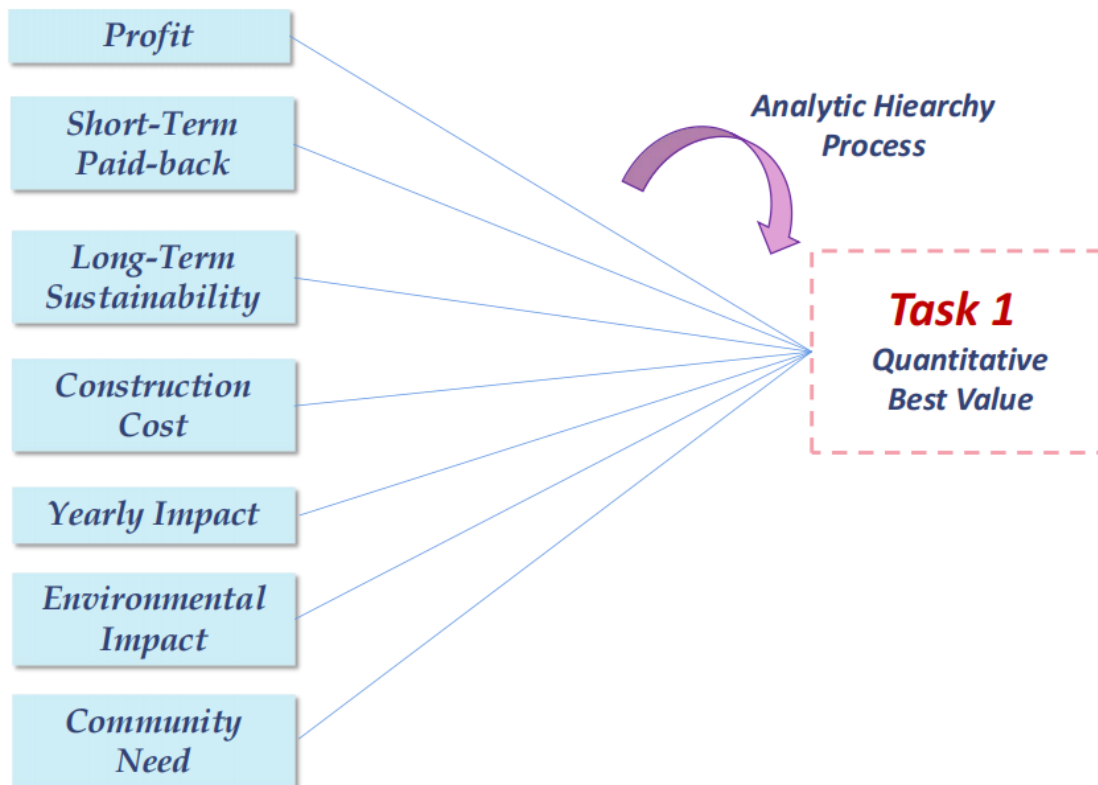 Profit
Short-Term
Paid-back
Long-Term
Sustainability
Construction
Cost
Yearly Impact
Environmental
Impact
Community
Need
Analytic Hiearchy
Process
Task 1
Quantitative
Best Value